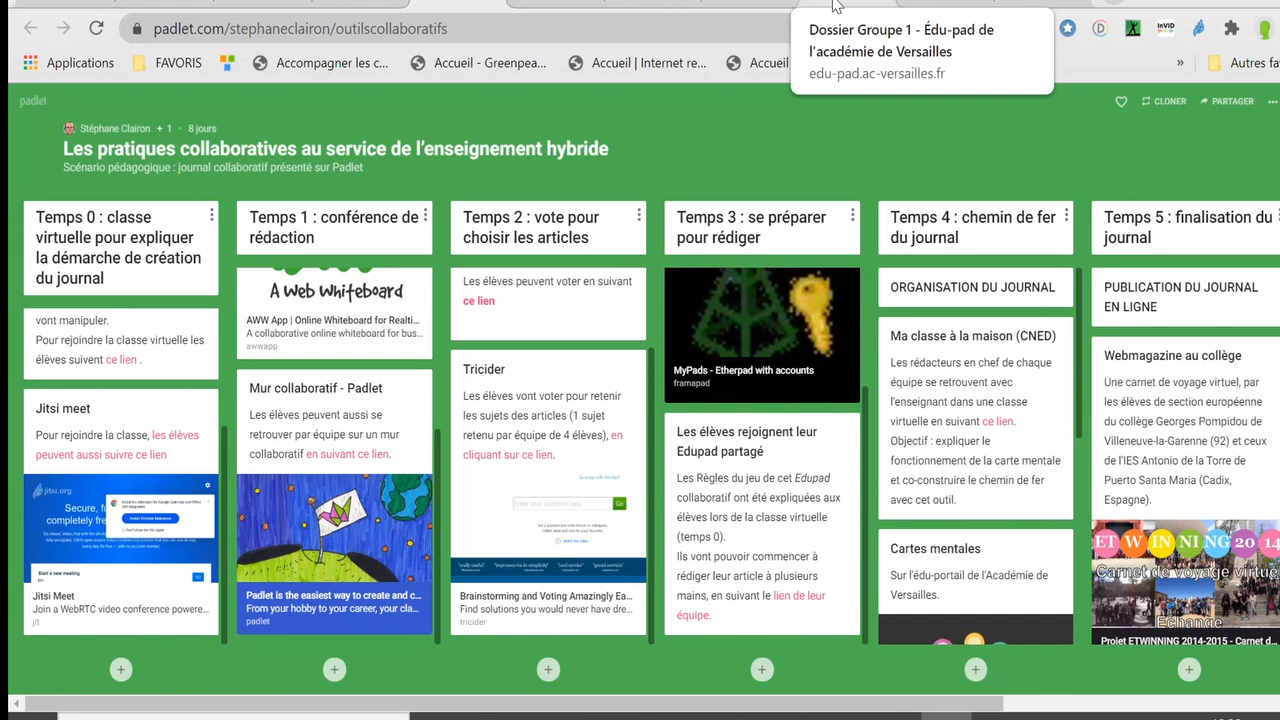 padlet.com/stephaneclairon/outilscollaboratifs
Dossier Groupe 1 - Édu-pad de
l'académie de Versailles
edu-pad.ac-versailles.fr
Applications
FAVORIS
Accompagner les c...
Accueil - Greenpea...
Accueil | Internet re...
Accueil
»
Autres fa
padlet
CLONER
PARTAGER
Stéphane Clairon + 1 · 8 jours
Les pratiques collaboratives au service de l'enseignement hybride
Scénario pédagogique : journal collaboratif présenté sur Padlet
Temps 0 : classe
virtuelle pour expliquer
la démarche de création
du journal
vont manipuler.
Pour rejoindre la classe virtuelle les
élèves suivent ce lien .
Jitsi meet
Pour rejoindre la classe, les élèves
peuvent aussi suivre ce lien
jitsi.org
Start a new meeting
Jitsi Meet
Join a WebRTC video conference powere...
jit
Temps 1 : conférence de
rédaction
A Web Whiteboard
AWW App | Online Whiteboard for Realti...
A collaborative online whiteboard for bus...
awwapp
Mur collaboratif - Padlet
Les élèves peuvent aussi se
retrouver par équipe sur un mur
collaboratif en suivant ce lien.
Padlet is the easiest way to create and c...
From your hobby to your career, your cla...
padlet
Temps 2 : vote pour
choisir les articles
Les élèves peuvent voter en suivant
ce lien
Tricider
Les élèves vont voter pour retenir
les sujets des articles (1 sujet
retenu par équipe de 4 élèves), en
cliquant sur ce lien.
Enter your question...
Go
Brainstorming and Voting Amazingly Ea...
Find solutions you would never have dre...
tricider
Temps 3 : se préparer
pour rédiger
MyPads - Etherpad with accounts
framapad
Les élèves rejoignent leur
Edupad partagé
Les Règles du jeu de cet Edupad
collaboratif ont été expliquées aux
élèves lors de la classe virtuelle
(temps 0).
Ils vont pouvoir commencer à
rédiger leur article à plusieurs
mains, en suivant le lien de leur
équipe.
Temps 4 : chemin de fer
du journal
ORGANISATION DU JOURNAL
Ma classe à la maison (CNED)
Les rédacteurs en chef de chaque
équipe se retrouvent avec
l'enseignant dans une classe
virtuelle en suivant ce lien.
Objectif : expliquer le
fonctionnement de la carte mentale
et co-construire le chemin de fer
avec cet outil.
Cartes mentales
Sur l'édu-portail de l'Académie de
Versailles.
Temps 5 : finalisation du
journal
PUBLICATION DU JOURNAL
EN LIGNE
Webmagazine au collège
Une carnet de voyage virtuel, par
les élèves de section européenne
du collège Georges Pompidou de
Villeneuve-la-Garenne (92) et ceux
de l'IES Antonio de la Torre de
Puerto Santa Maria (Cadix,
Espagne).
ETWINNING 2014
Carnet de voyage virtue
Echange
Projet ETWINNING 2014-2015 - Carnet d...